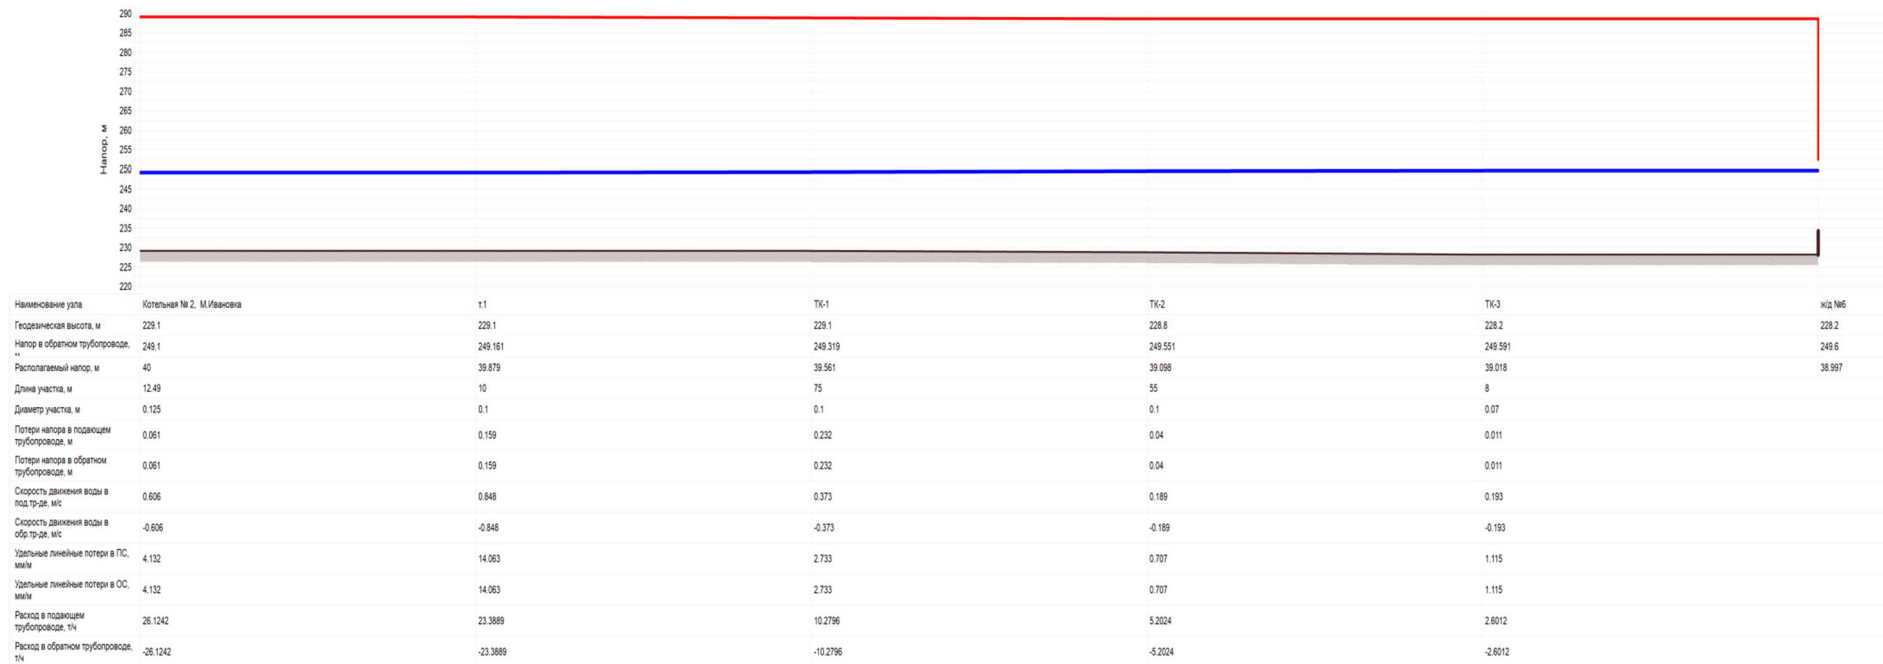 290
285
280
275
270
265
260
255
250
245
240
235
230
225
220
Напор, м
Наименование узла Котельная № 2, М.Ивановка т.1 ТК-1 ТК-2 ТК-3 ж/д №6
Геодезическая высота, м 229.1 229.1 229.1 228.8 228.2 228.2
Напор в обратном трубопроводе, м 249.1 249.161 249.319 249.551 249.591 249.6
Располагаемый напор, м 40 39.879 39.561 39.098 39.018 38.997
Длина участка, м 12.49 10 75 55 8
Диаметр участка, м 0.125 0.1 0.1 0.1 0.07
Потери напора в подающем
трубопроводе, м 0.061 0.159 0.232 0.04 0.011
Потери напора в обратном
трубопроводе, м 0.061 0.159 0.232 0.04 0.011
Скорость движения воды в
под.тр-де, м/с 0.606 0.848 0.373 0.189 0.193
Скорость движения воды в
обр.тр-де, м/с -0.606 -0.848 -0.373 -0.189 -0.193
Удельные линейные потери в ПС,
мм/м 4.132 14.063 2.733 0.707 1.115
Удельные линейные потери в ОС,
мм/м 4.132 14.063 2.733 0.707 1.115
Расход в подающем
трубопроводе, т/ч 26.1242 23.3889 10.2796 5.2024 2.6012
Расход в обратном трубопроводе,
т/ч -26.1242 -23.3889 -10.2796 -5.2024 -2.6012